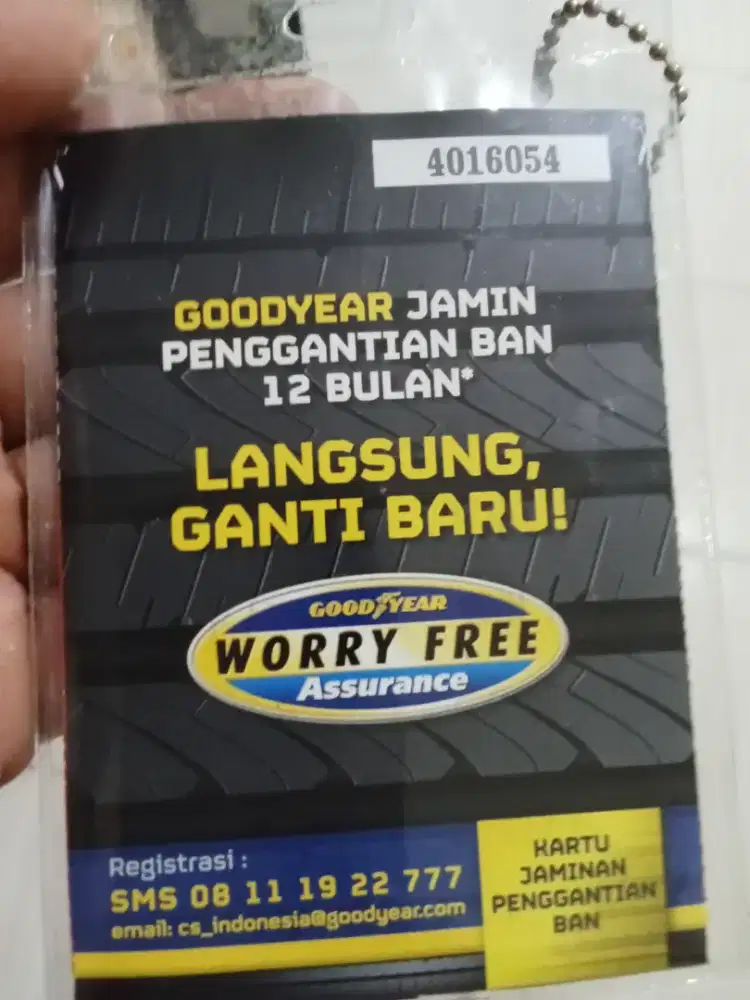 4016054
GOODYEAR JAMIN
PENGGANTIAN BAN
12 BULAN*
LANGSUNG,
GANTI BARU!
GOODYEAR
WORRY FREE
Assurance
Registrasi :
SMS 08 11 19 22 777
email: cs_indonesia@goodyear.com
KARTU
JAMINAN
PENGGANTIAN
BAN